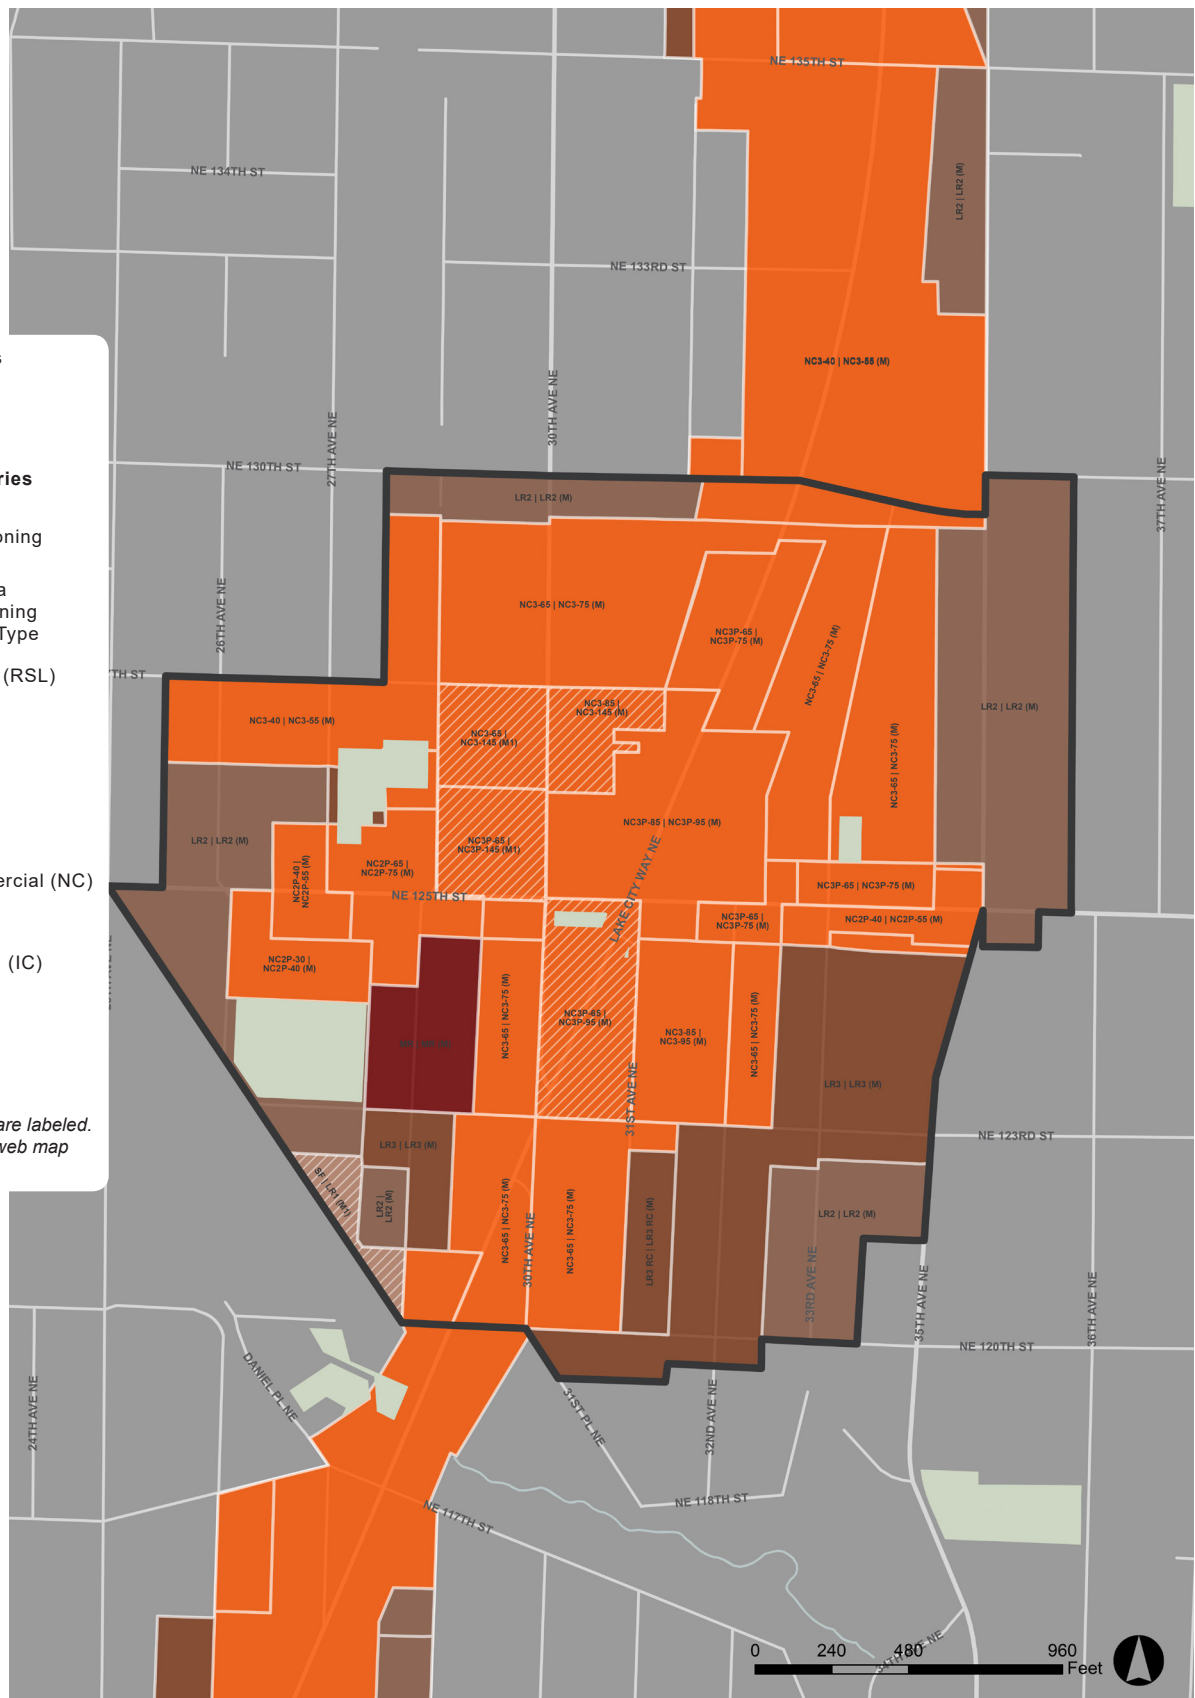 NE 135TH ST
NE 134TH ST
LR2 | LR2 (M)
NE 133RD ST
s
NC3-40 | NC3-55 (M)
30TH AVE NE
27TH AVE NE
ries
NE 130TH ST
37TH AVE NE
LR2 | LR2 (M)
oning
a
ning
Type
26TH AVE NE
NC3-65 | NC3-75 (M)
NC3P-65 |
NC3P-75 (M)
NC3-65 | NC3-75 (M)
(RSL)
7TH ST
NC3-85 |
NC3-145 (M)
LR2 | LR2 (M)
NC3-40 | NC3-55 (M)
NC3-65 |
NC3-145 (M1)
NC3-65 | NC3-75 (M)
NC3P-85 | NC3P-95 (M)
LR2 | LR2 (M)
NC3P-65 |
NC3P-145 (M1)
NC2P-40 |
NC2P-55 (M)
NC2P-65 |
NC2P-75 (M)
ercial (NC)
NC3P-65 | NC3P-75 (M)
NE 125TH ST
LAKE CITY WAY NE
NC3P-65 |
NC3P-75 (M)
NC2P-40 | NC2P-55 (M)
(IC)
NC2P-30 |
NC2P-40 (M)
NC3-65 | NC3-75 (M)
NC3P-85 |
NC3P-95 (M)
NC3-85 |
NC3-95 (M)
NC3-65 | NC3-75 (M)
LR3 | LR3 (M)
31ST AVE NE
are labeled.
web map
NE 123RD ST
LR3 | LR3 (M)
SF | LR1 (M1)
LR2 |
LR2 (M)
NC3-65 | NC3-75 (M)
NC3-65 | NC3-75 (M)
LR3 RC | LR3 RC (M)
LR2 | LR2 (M)
30TH AVE NE
33RD AVE NE
35TH AVE NE
36TH AVE NE
NE 120TH ST
DANIEL PL NE
24TH AVE NE
31ST PL NE
32ND AVE NE
NE 118TH ST
NE 117TH ST
34TH AVE NE
0 240 480 960
Feet